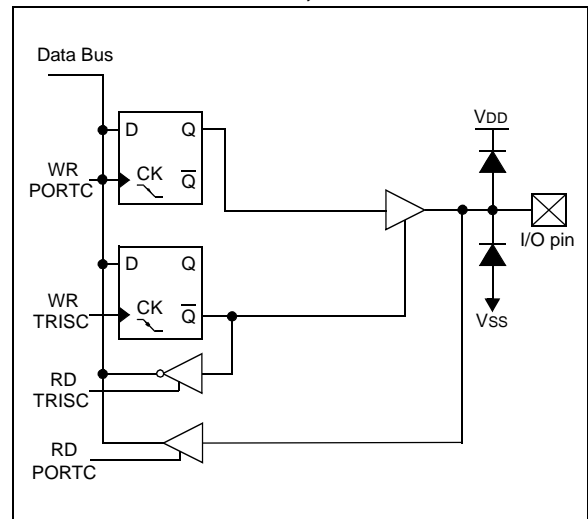 Data Bus
D Q
CK Q
WR
PORTC
D Q
CK Q
WR
TRISC
RD
TRISC
RD
PORTC
VDD
I/O pin
VSS